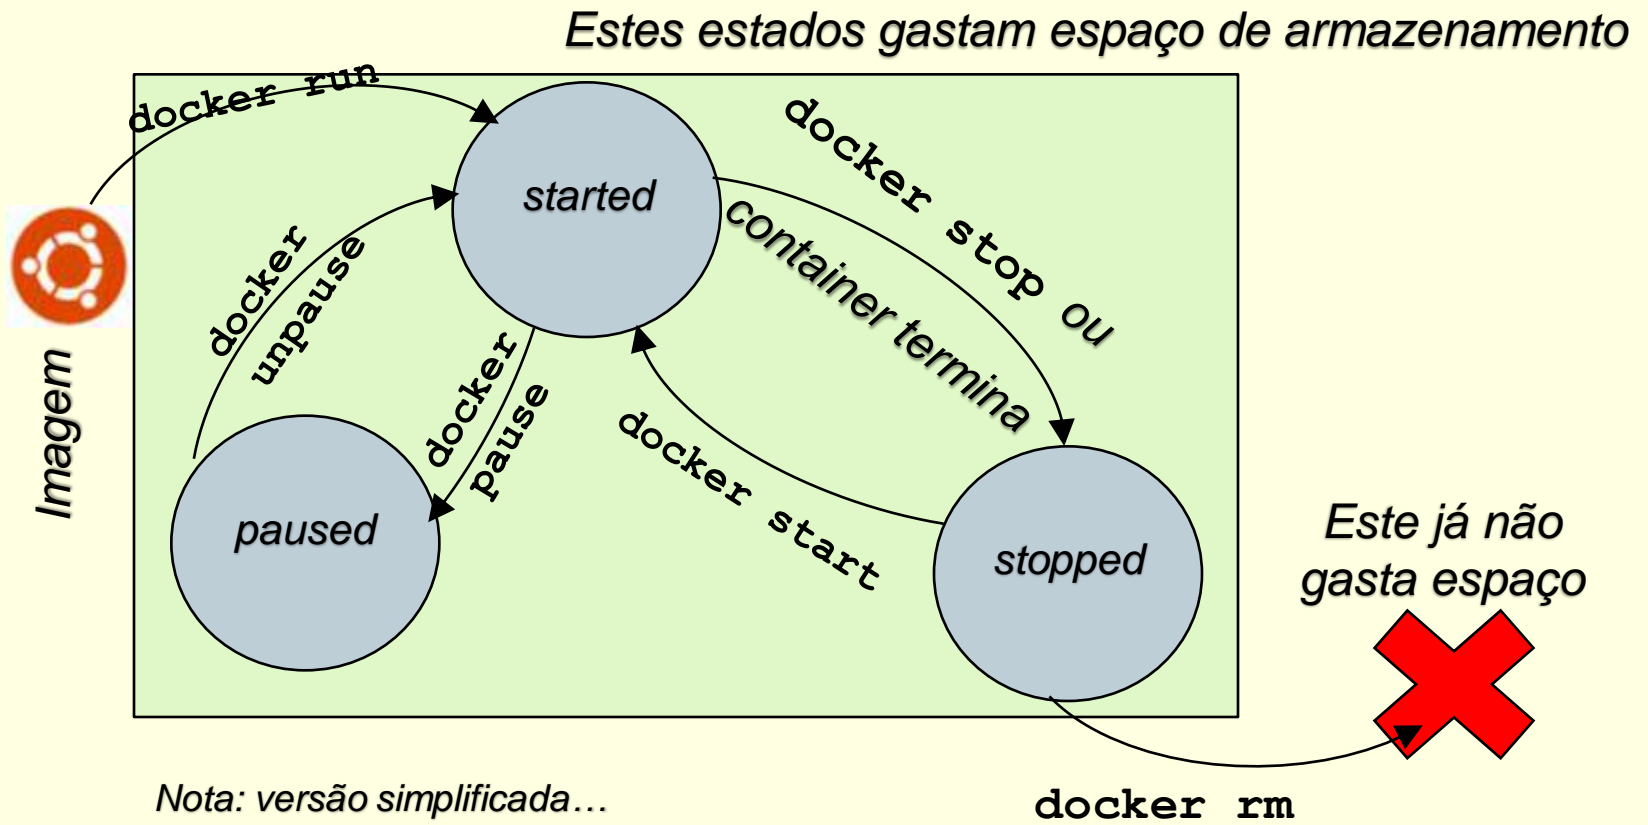 Estes estados gastam espaço de armazenamento
docker run
started
docker stop ou
container termina
docker
unpause
docker
pause
docker start
Imagem
paused
stopped
Este já não
gasta espaço
Nota: versão simplificada…
docker rm